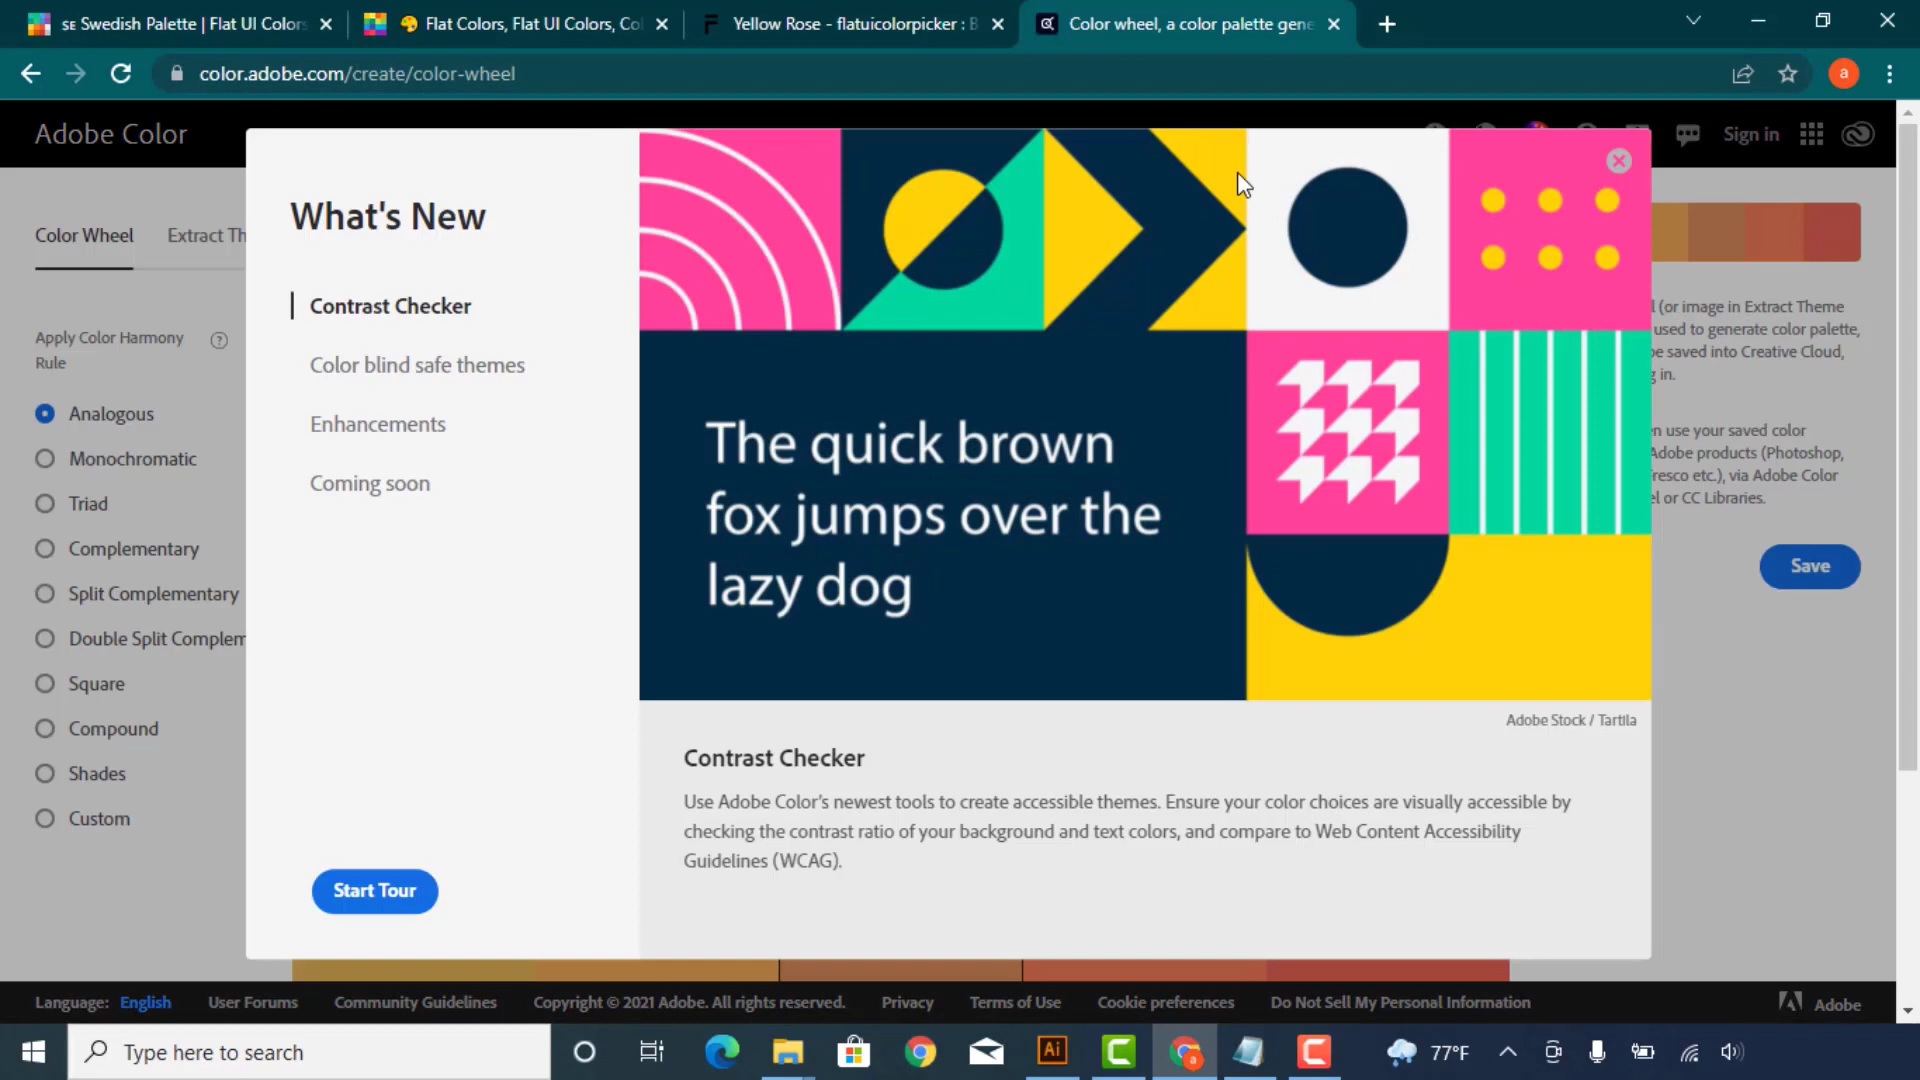 SE Swedish Palette | Flat UI Colors
Flat Colors, Flat UI Colors, Co
Yellow Rose - flatuicolorpicker : B
Color wheel, a color palette gene
color.adobe.com/create/color-wheel
Adobe Color
Sign in
Color Wheel
Extract Th
Apply Color Harmony
Rule
Analogous
Monochromatic
Triad
Complementary
Split Complementary
Double Split Complem
Square
Compound
Shades
Custom
What's New
Contrast Checker
Color blind safe themes
Enhancements
Coming soon
Start Tour
The quick brown
fox jumps over the
lazy dog
Adobe Stock / Tartila
Contrast Checker
Use Adobe Color's newest tools to create accessible themes. Ensure your color choices are visually accessible by
checking the contrast ratio of your background and text colors, and compare to Web Content Accessibility
Guidelines (WCAG).
l (or image in Extract Theme
used to generate color palette,
be saved into Creative Cloud,
g in.
n use your saved color
Adobe products (Photoshop,
resco etc.), via Adobe Color
el or CC Libraries.
Save
Language: English
User Forums
Community Guidelines
Copyright © 2021 Adobe. All rights reserved.
Privacy
Terms of Use
Cookie preferences
Do Not Sell My Personal Information
Adobe
Type here to search
Ai
77°F